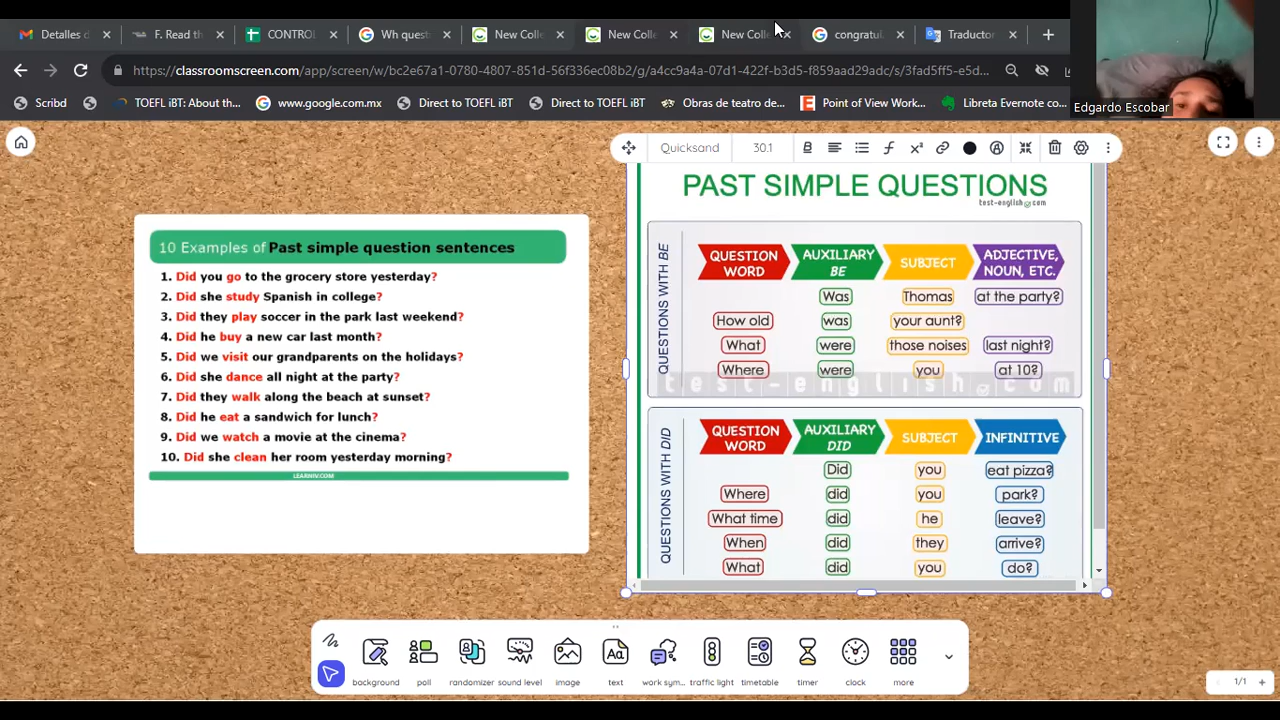 Detalles d
F. Read th
CONTROL
Wh quest
New Colle
New Colle
New Colle
congratul
Traductor
https://classroomscreen.com/app/screen/w/bc2e67a1-0780-4807-851d-56f336ec08b2/g/a4cc9a4a-07d1-422f-b3d5-f859aad29adc/s/3fad5ff5-e5d...
Edgardo Escobar
Scribd
TOEFL iBT: About th...
www.google.com.mx
Direct to TOEFL iBT
Direct to TOEFL iBT
Obras de teatro de...
Point of View Work...
Libreta Evernote co...
Quicksand 30.1
10 Examples of Past simple question sentences
1. Did you go to the grocery store yesterday?
2. Did she study Spanish in college?
3. Did they play soccer in the park last weekend?
4. Did he buy a new car last month?
5. Did we visit our grandparents on the holidays?
6. Did she dance all night at the party?
7. Did they walk along the beach at sunset?
8. Did he eat a sandwich for lunch?
9. Did we watch a movie at the cinema?
10. Did she clean her room yesterday morning?
LEARNIV.COM
PAST SIMPLE QUESTIONS
test-english.com
QUESTIONS WITH BE
QUESTION WORD
AUXILIARY BE
SUBJECT
ADJECTIVE, NOUN, ETC.
Was Thomas at the party?
How old was your aunt?
What were those noises last night?
Where were you at 10?
test-english.com
QUESTIONS WITH DID
QUESTION WORD
AUXILIARY DID
SUBJECT
INFINITIVE
Did you eat pizza?
Where did you park?
What time did he leave?
When did they arrive?
What did you do?
background
poll
randomizer
sound level
image
text
work sym...
traffic light
timetable
timer
clock
more
1/1